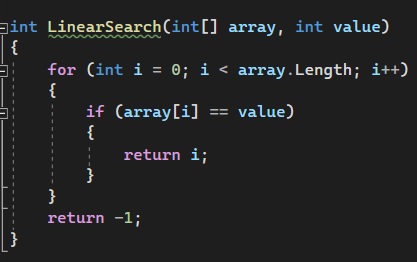 int LinearSearch(int[] array, int value)
{
    for (int i = 0; i < array.Length; i++)
    {
        if (array[i] == value)
        {
            return i;
        }
    }
    return -1;
}